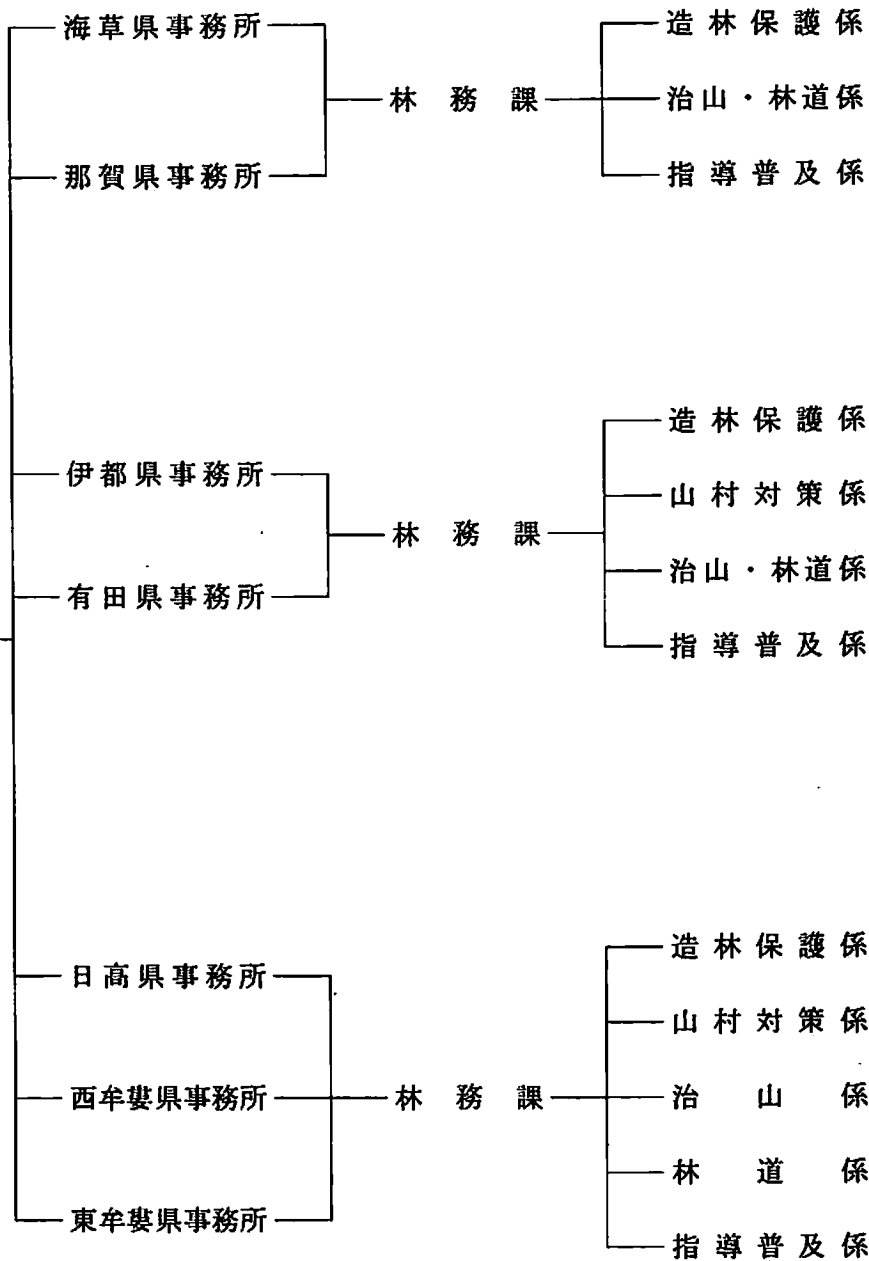 海草県事務所
那賀県事務所
林務課
造林保護係
治山・林道係
指導普及係
伊都県事務所
有田県事務所
林務課
造林保護係
山村対策係
治山・林道係
指導普及係
日高県事務所
西牟婁県事務所
東牟婁県事務所
林務課
造林保護係
山村対策係
治山係
林道係
指導普及係